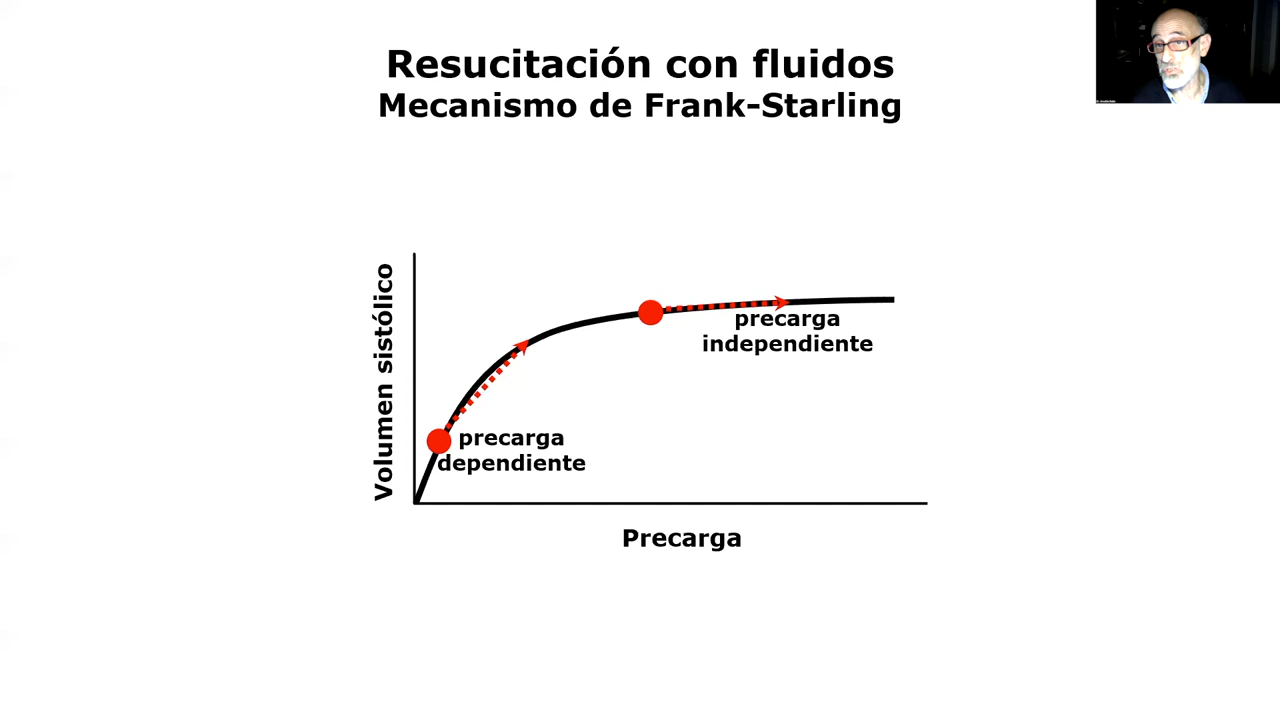 Resucitación con fluidos
Mecanismo de Frank-Starling
Volumen sistólico
precarga
independiente
precarga
dependiente
Precarga